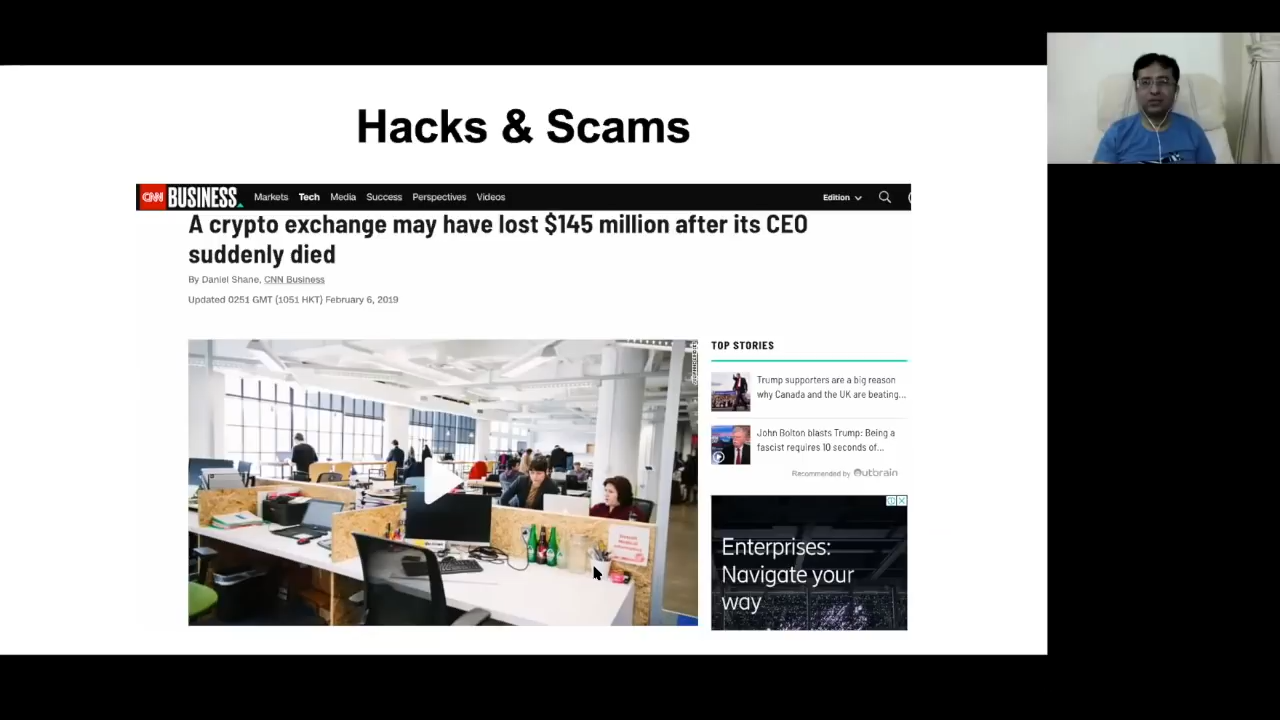 Hacks & Scams
CNN BUSINESS Markets Tech Media Success Perspectives Videos Edition
A crypto exchange may have lost $145 million after its CEO
suddenly died
By Daniel Shane, CNN Business
Updated 0251 GMT (1051 HKT) February 6, 2019
TOP STORIES
Trump supporters are a big reason
why Canada and the UK are beating...
John Bolton blasts Trump: Being a
fascist requires 10 seconds of...
Recommended by Outbrain
Enterprises:
Navigate your
way